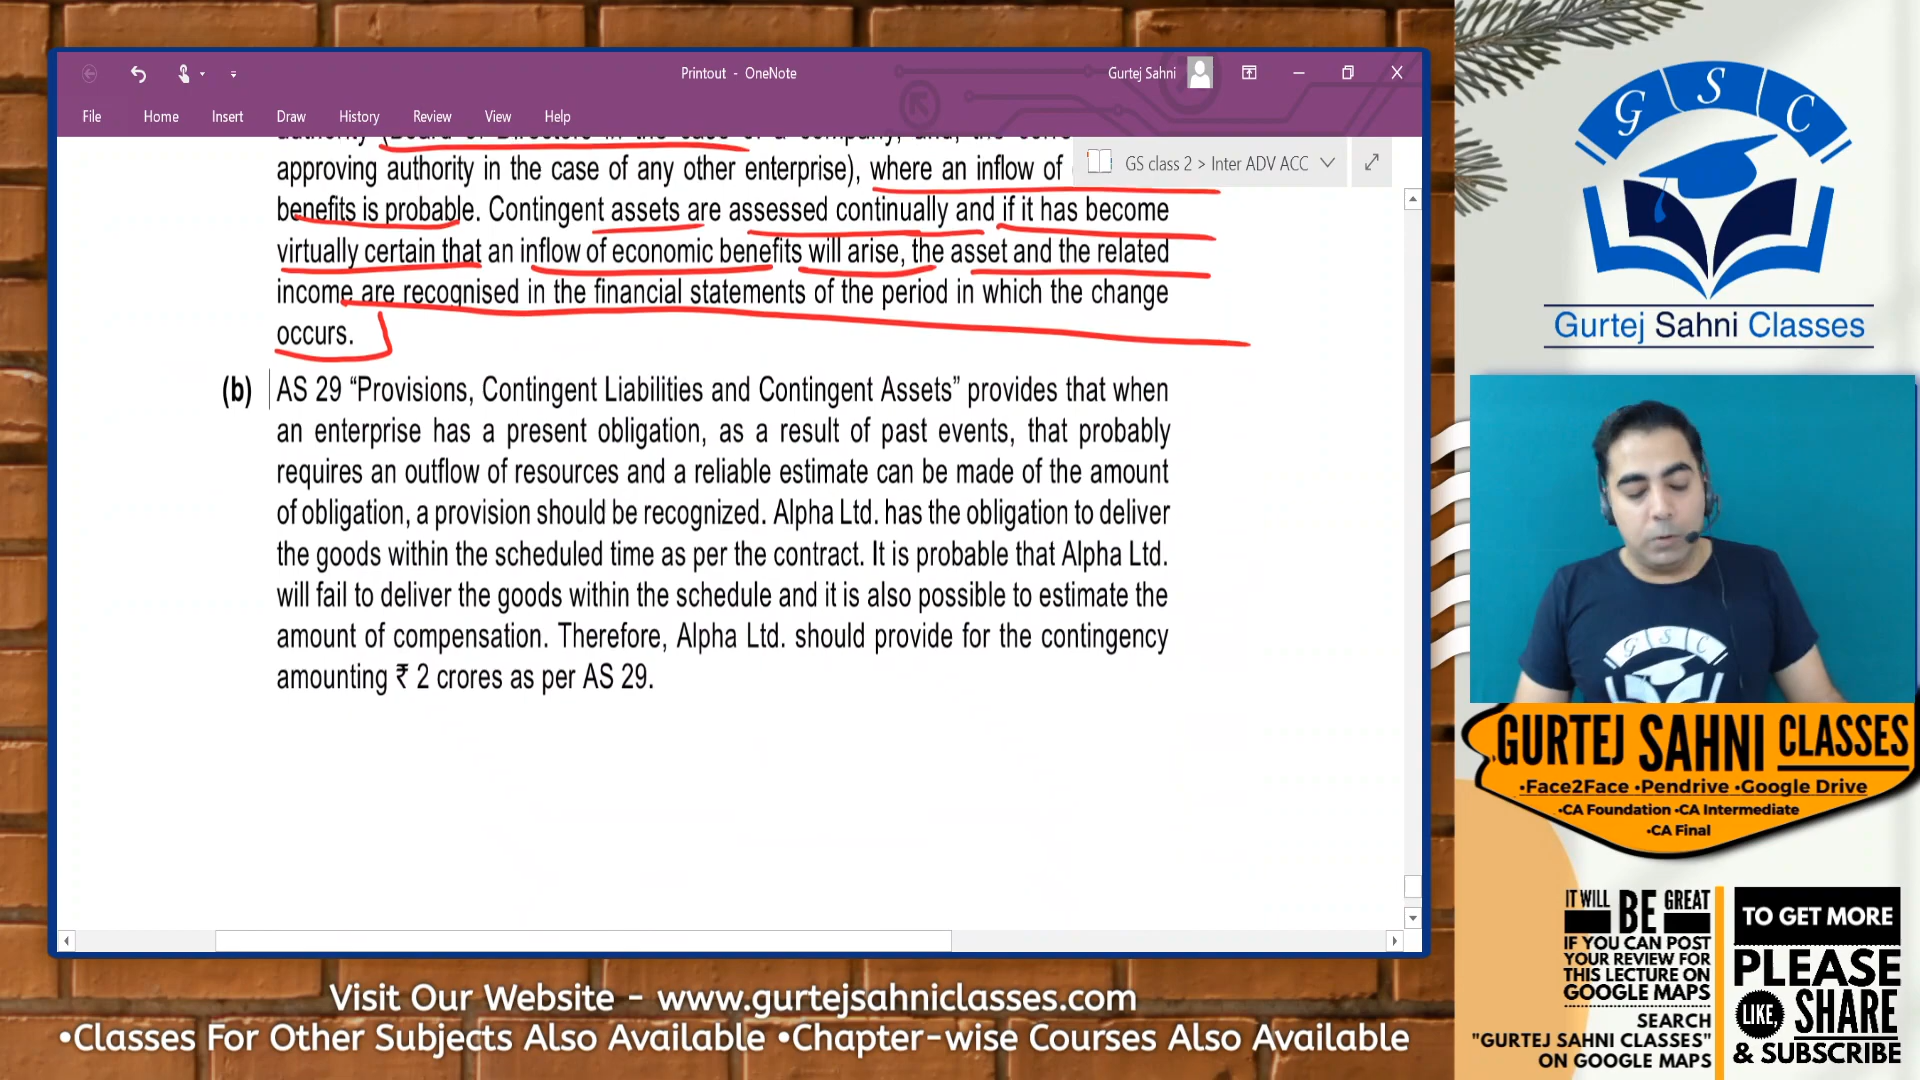 Printout - OneNote
Gurtej Sahni
File Home Insert Draw History Review View Help
GS class 2 > Inter ADV ACC
approving authority in the case of any other enterprise), where an inflow of
benefits is probable. Contingent assets are assessed continually and if it has become
virtually certain that an inflow of economic benefits will arise, the asset and the related
income are recognised in the financial statements of the period in which the change
occurs.
(b) AS 29 “Provisions, Contingent Liabilities and Contingent Assets” provides that when
an enterprise has a present obligation, as a result of past events, that probably
requires an outflow of resources and a reliable estimate can be made of the amount
of obligation, a provision should be recognized. Alpha Ltd. has the obligation to deliver
the goods within the scheduled time as per the contract. It is probable that Alpha Ltd.
will fail to deliver the goods within the schedule and it is also possible to estimate the
amount of compensation. Therefore, Alpha Ltd. should provide for the contingency
amounting ₹ 2 crores as per AS 29.
G S C
Gurtej Sahni Classes
G S C
GURTEJ SAHNI CLASSES
•Face2Face •Pendrive •Google Drive
•CA Foundation •CA Intermediate
•CA Final
IT WILL BE GREAT
IF YOU CAN POST
YOUR REVIEW FOR
THIS LECTURE ON
GOOGLE MAPS
SEARCH
"GURTEJ SAHNI CLASSES"
ON GOOGLE MAPS
TO GET MORE
PLEASE
LIKE, SHARE
& SUBSCRIBE
Visit Our Website - www.gurtejsahniclasses.com
•Classes For Other Subjects Also Available •Chapter-wise Courses Also Available